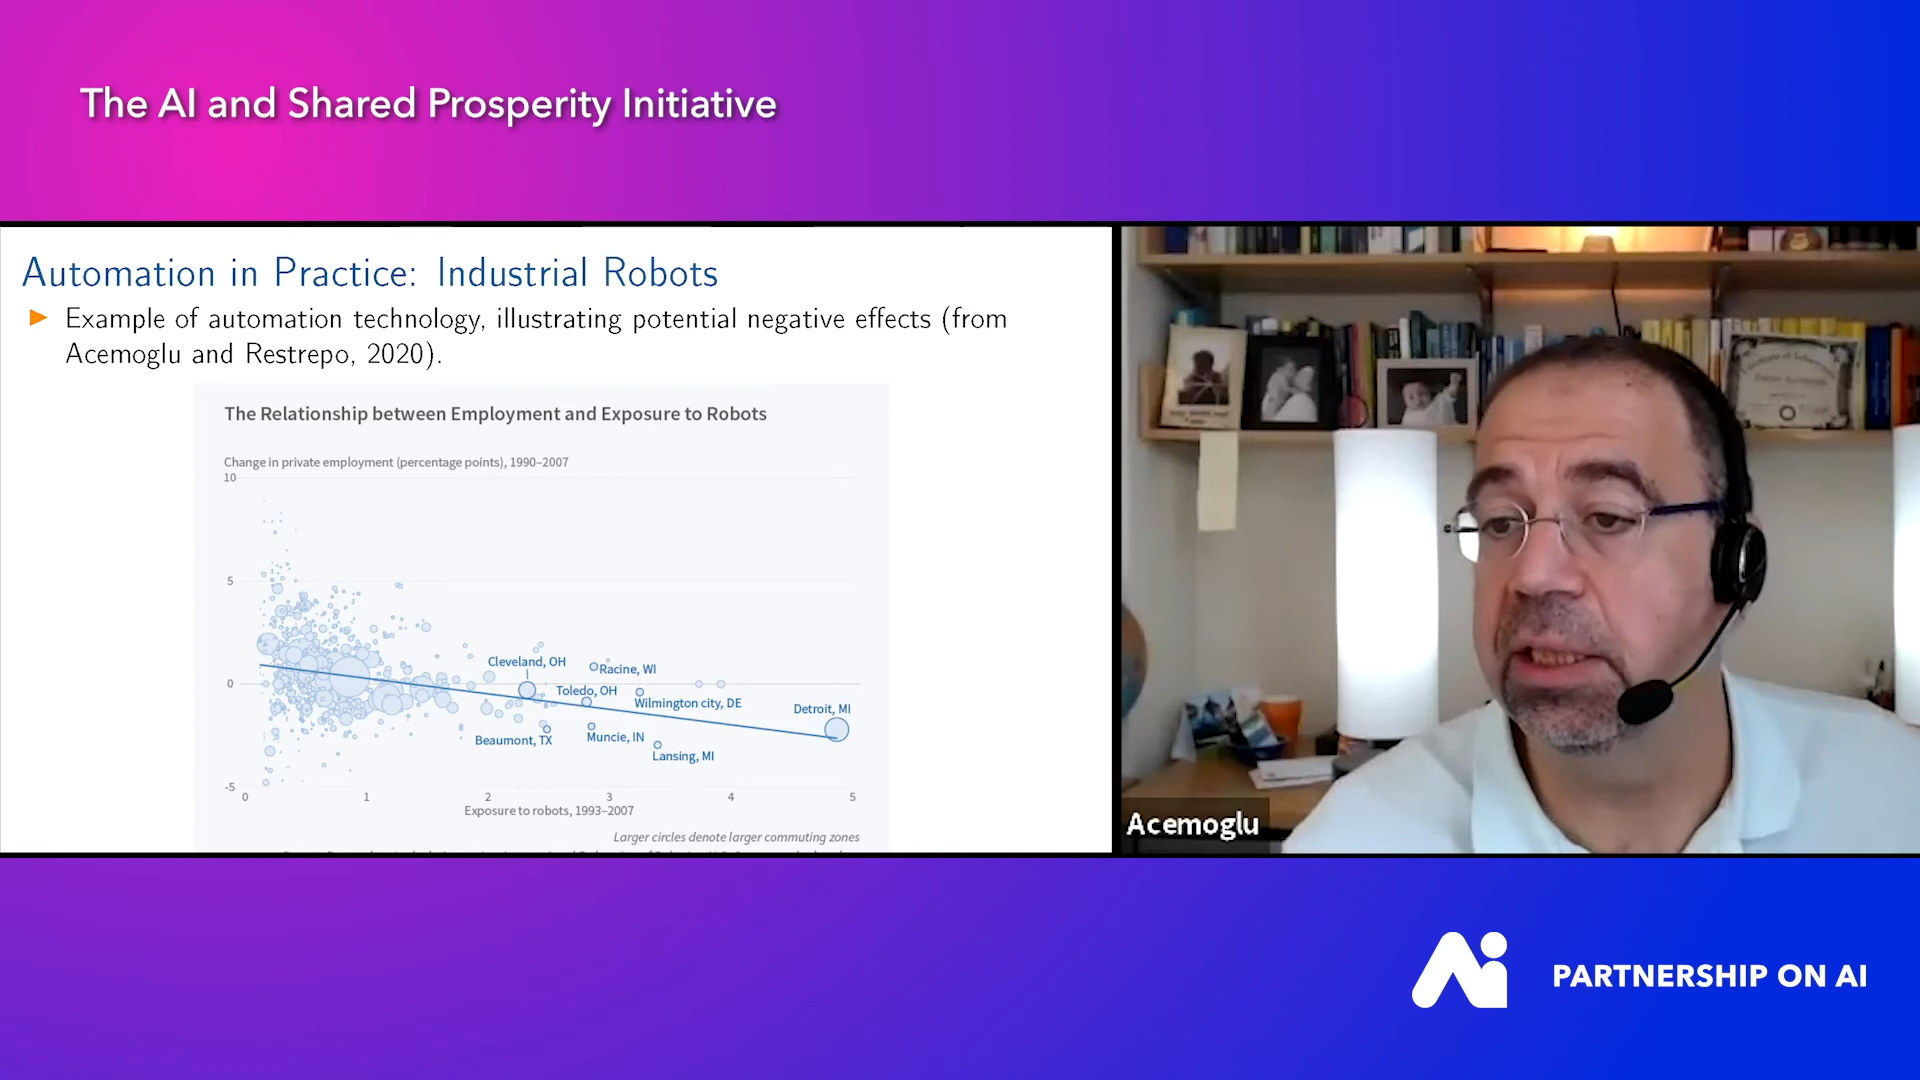 The AI and Shared Prosperity Initiative
Automation in Practice: Industrial Robots
Example of automation technology, illustrating potential negative effects (from
Acemoglu and Restrepo, 2020).
The Relationship between Employment and Exposure to Robots
Change in private employment (percentage points), 1990–2007
10
5
0
-5
Cleveland, OH
Racine, WI
Toledo, OH
Wilmington city, DE
Detroit, MI
Beaumont, TX
Muncie, IN
Lansing, MI
0 1 2 3 4 5
Exposure to robots, 1993–2007
Larger circles denote larger commuting zones
Acemoglu
PARTNERSHIP ON AI